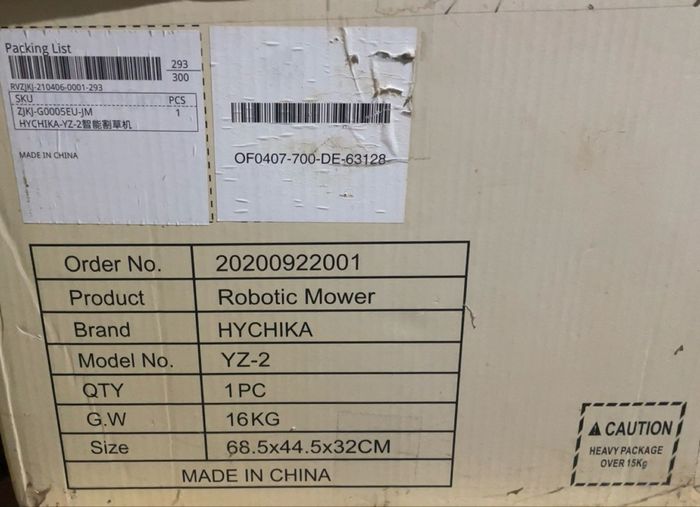 Packing List
293
300
RVZJKJ-210406-0001-293
SKU PCS
ZJKJ-G0005EU-JM 1
HYCHIKA-YZ-2智能割草机
MADE IN CHINA
OF0407-700-DE-63128
Order No. 20200922001
Product Robotic Mower
Brand HYCHIKA
Model No. YZ-2
QTY 1PC
G.W 16KG
Size 68.5x44.5x32CM
MADE IN CHINA
CAUTION
HEAVY PACKAGE
OVER 15Kg